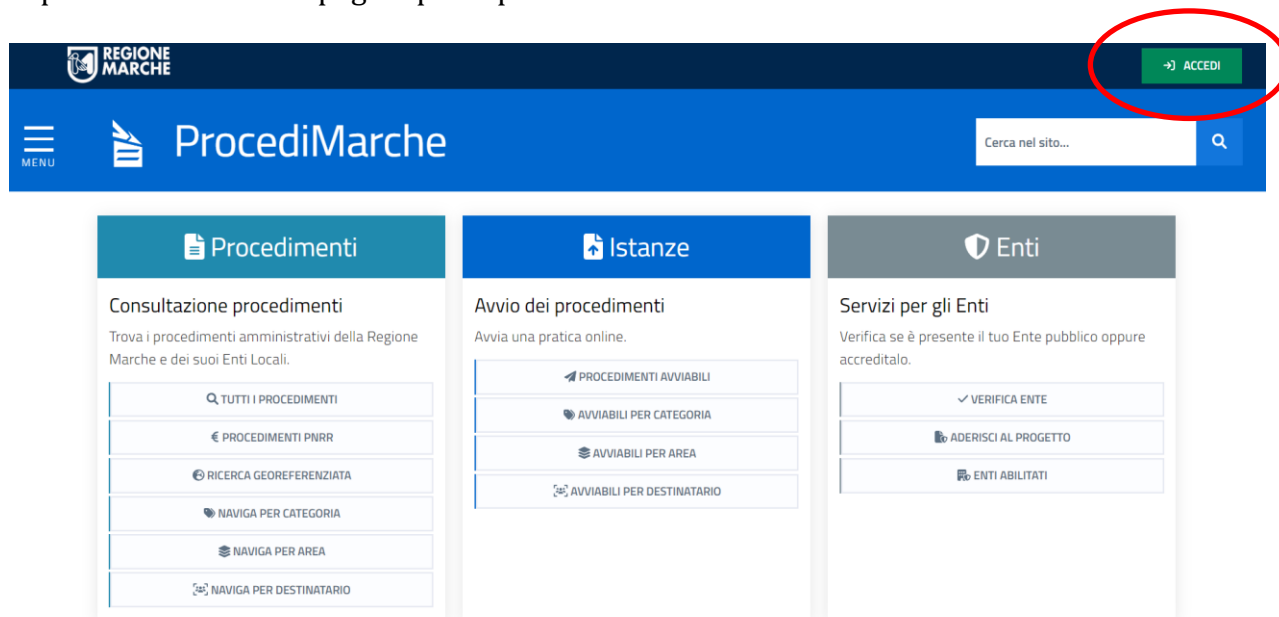 REGIONE
MARCHE
ACCEDI
MENU
ProcediMarche
Cerca nel sito...
Procedimenti
Consultazione procedimenti
Trova i procedimenti amministrativi della Regione
Marche e dei suoi Enti Locali.
TUTTI I PROCEDIMENTI
PROCEDIMENTI PNRR
RICERCA GEOREFERENZIATA
NAVIGA PER CATEGORIA
NAVIGA PER AREA
NAVIGA PER DESTINATARIO
Istanze
Avvio dei procedimenti
Avvia una pratica online.
PROCEDIMENTI AVVIABILI
AVVIABILI PER CATEGORIA
AVVIABILI PER AREA
AVVIABILI PER DESTINATARIO
Enti
Servizi per gli Enti
Verifica se è presente il tuo Ente pubblico oppure
accreditalo.
VERIFICA ENTE
ADERISCI AL PROGETTO
ENTI ABILITATI